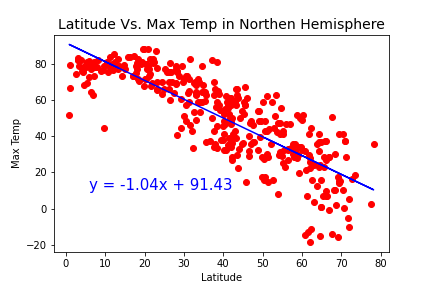 Latitude Vs. Max Temp in Northen Hemisphere
Max Temp
80
60
40
20
0
−20
y = -1.04x + 91.43
0 10 20 30 40 50 60 70 80
Latitude